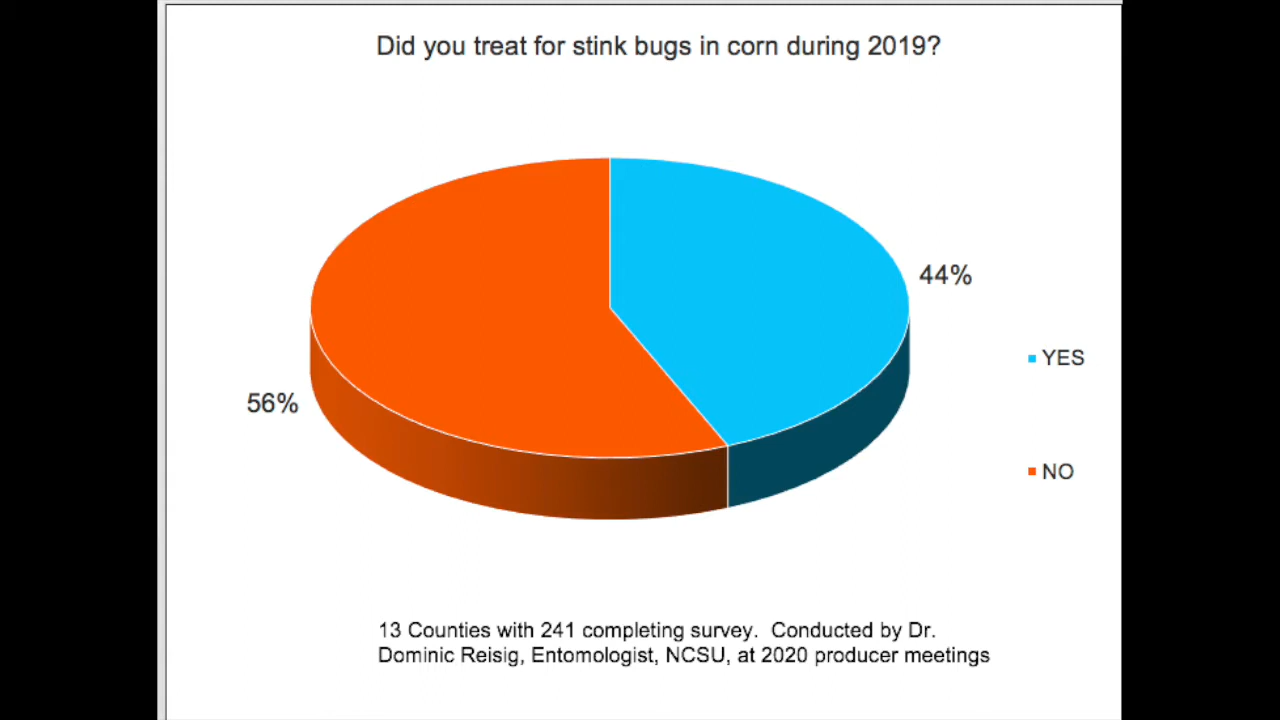 Did you treat for stink bugs in corn during 2019?
44%
YES
56%
NO
13 Counties with 241 completing survey.  Conducted by Dr.
Dominic Reisig, Entomologist, NCSU, at 2020 producer meetings